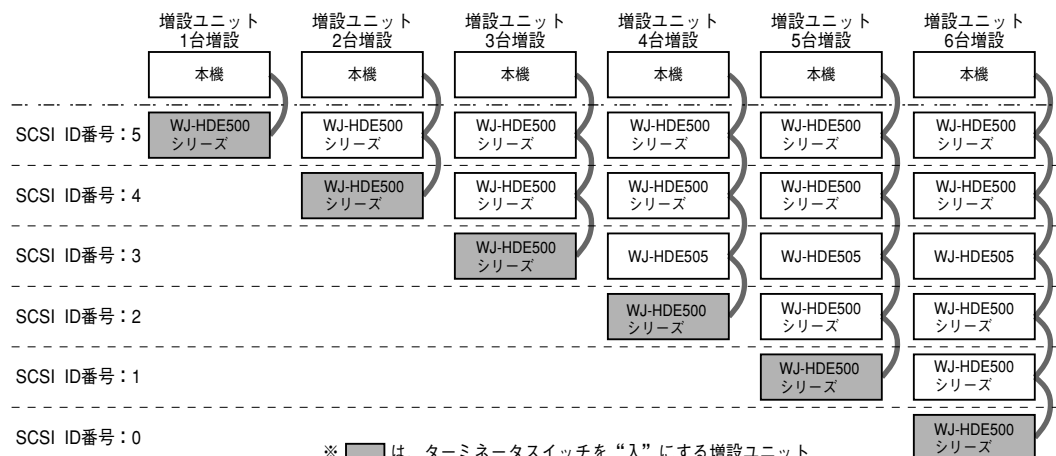 増設ユニット 増設ユニット 増設ユニット 増設ユニット 増設ユニット 増設ユニット
1台増設 2台増設 3台増設 4台増設 5台増設 6台増設
本機 本機 本機 本機 本機 本機
SCSI ID番号：5 WJ-HDE500 WJ-HDE500 WJ-HDE500 WJ-HDE500 WJ-HDE500 WJ-HDE500
シリーズ シリーズ シリーズ シリーズ シリーズ シリーズ
SCSI ID番号：4 WJ-HDE500 WJ-HDE500 WJ-HDE500 WJ-HDE500 WJ-HDE500
シリーズ シリーズ シリーズ シリーズ シリーズ
SCSI ID番号：3 WJ-HDE500 WJ-HDE505 WJ-HDE505 WJ-HDE505
シリーズ
SCSI ID番号：2 WJ-HDE500 WJ-HDE500 WJ-HDE500
シリーズ シリーズ シリーズ
SCSI ID番号：1 WJ-HDE500 WJ-HDE500
シリーズ シリーズ
SCSI ID番号：0 WJ-HDE500
シリーズ
※ は、ターミネータスイッチを“入”にする増設ユニット